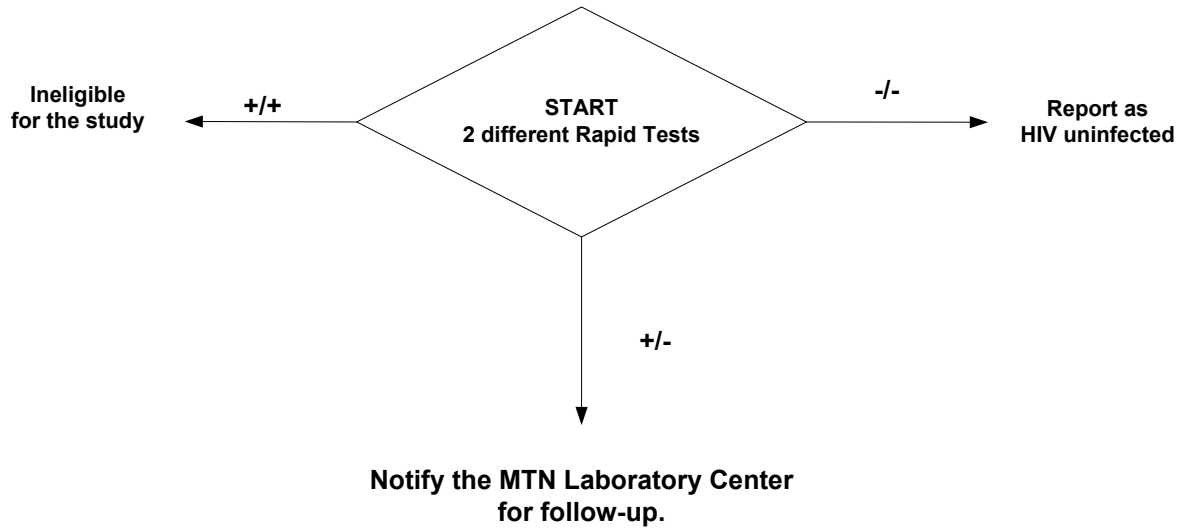 Ineligible
for the study
+/+
START
2 different Rapid Tests
-/-
Report as
HIV uninfected
+/-
Notify the MTN Laboratory Center
for follow-up.